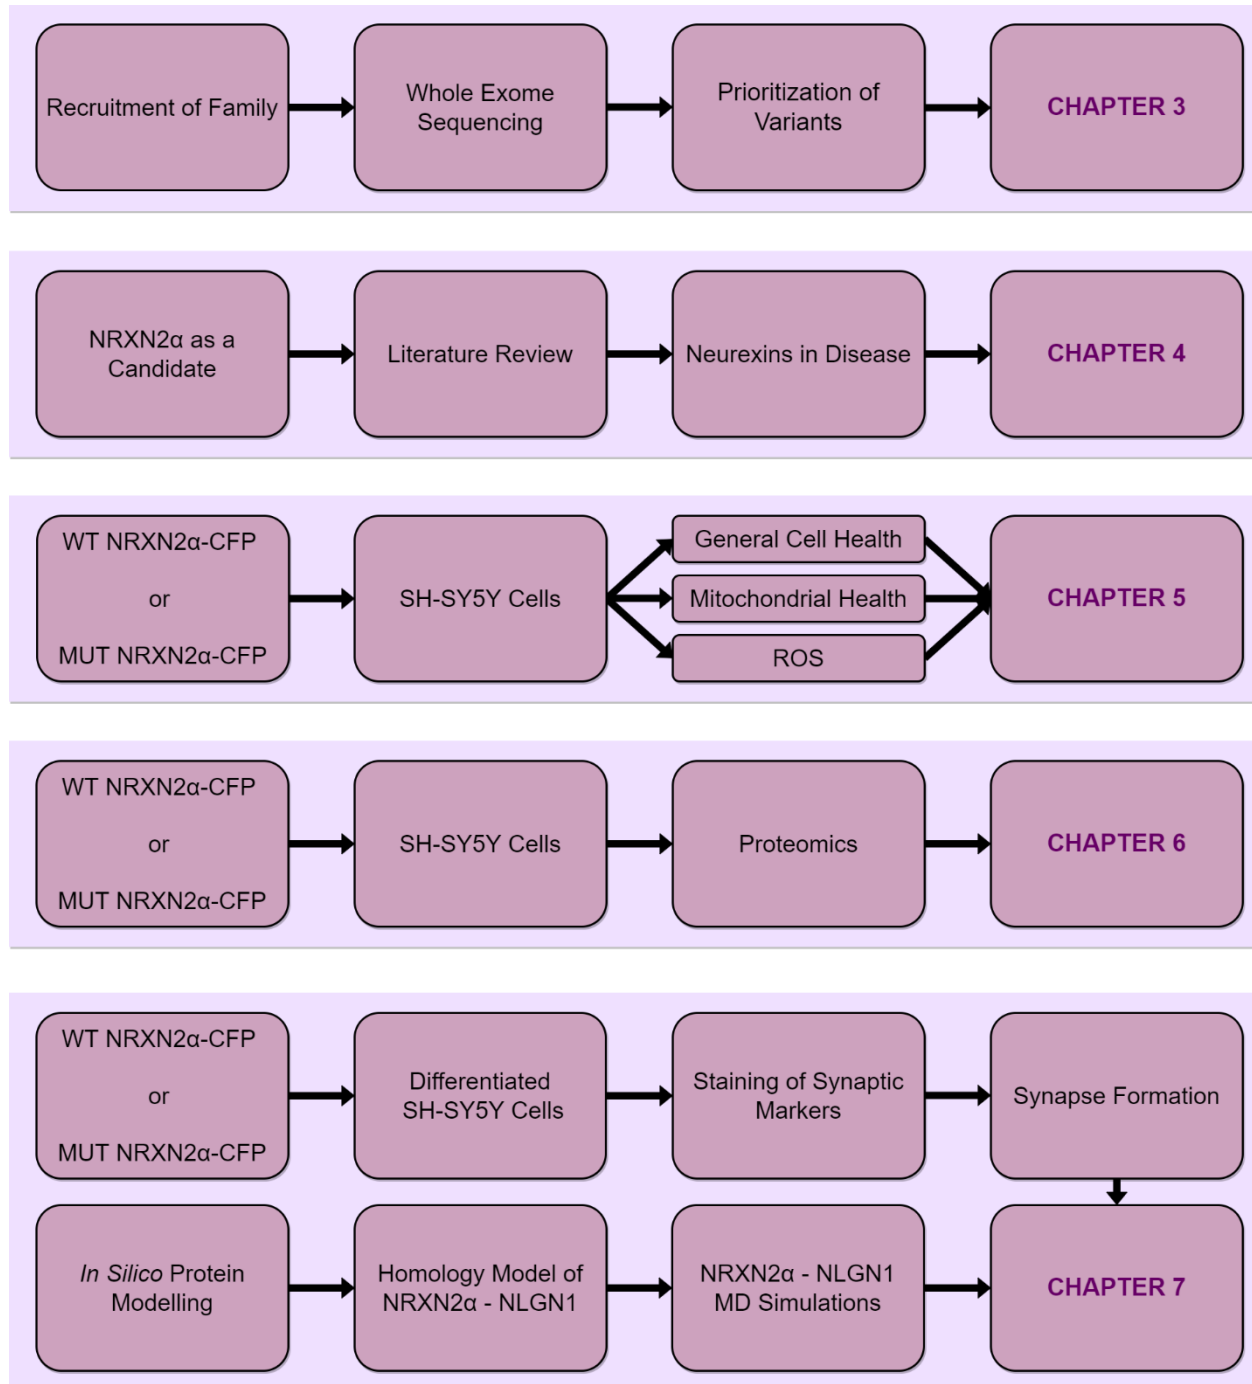 Recruitment of Family
Whole Exome
Sequencing
Prioritization of
Variants
CHAPTER 3
NRXN2α as a
Candidate
Literature Review
Neurexins in Disease
CHAPTER 4
WT NRXN2α-CFP
or
MUT NRXN2α-CFP
SH-SY5Y Cells
General Cell Health
Mitochondrial Health
ROS
CHAPTER 5
WT NRXN2α-CFP
or
MUT NRXN2α-CFP
SH-SY5Y Cells
Proteomics
CHAPTER 6
WT NRXN2α-CFP
or
MUT NRXN2α-CFP
Differentiated
SH-SY5Y Cells
Staining of Synaptic
Markers
Synapse Formation
In Silico Protein
Modelling
Homology Model of
NRXN2α - NLGN1
NRXN2α - NLGN1
MD Simulations
CHAPTER 7